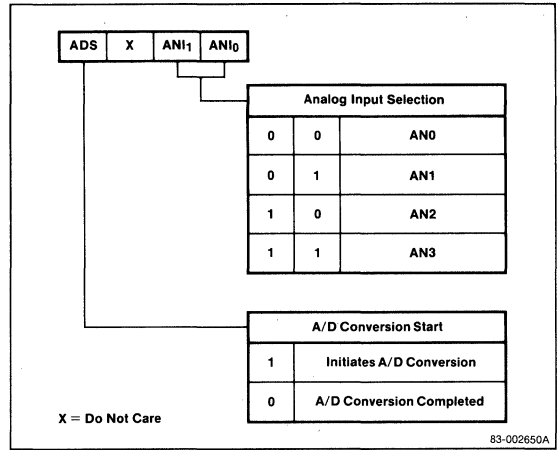 ADS X ANI1 ANI0
Analog Input Selection
0 0 AN0
0 1 AN1
1 0 AN2
1 1 AN3
A/D Conversion Start
1 Initiates A/D Conversion
0 A/D Conversion Completed
X = Do Not Care
83-002650A